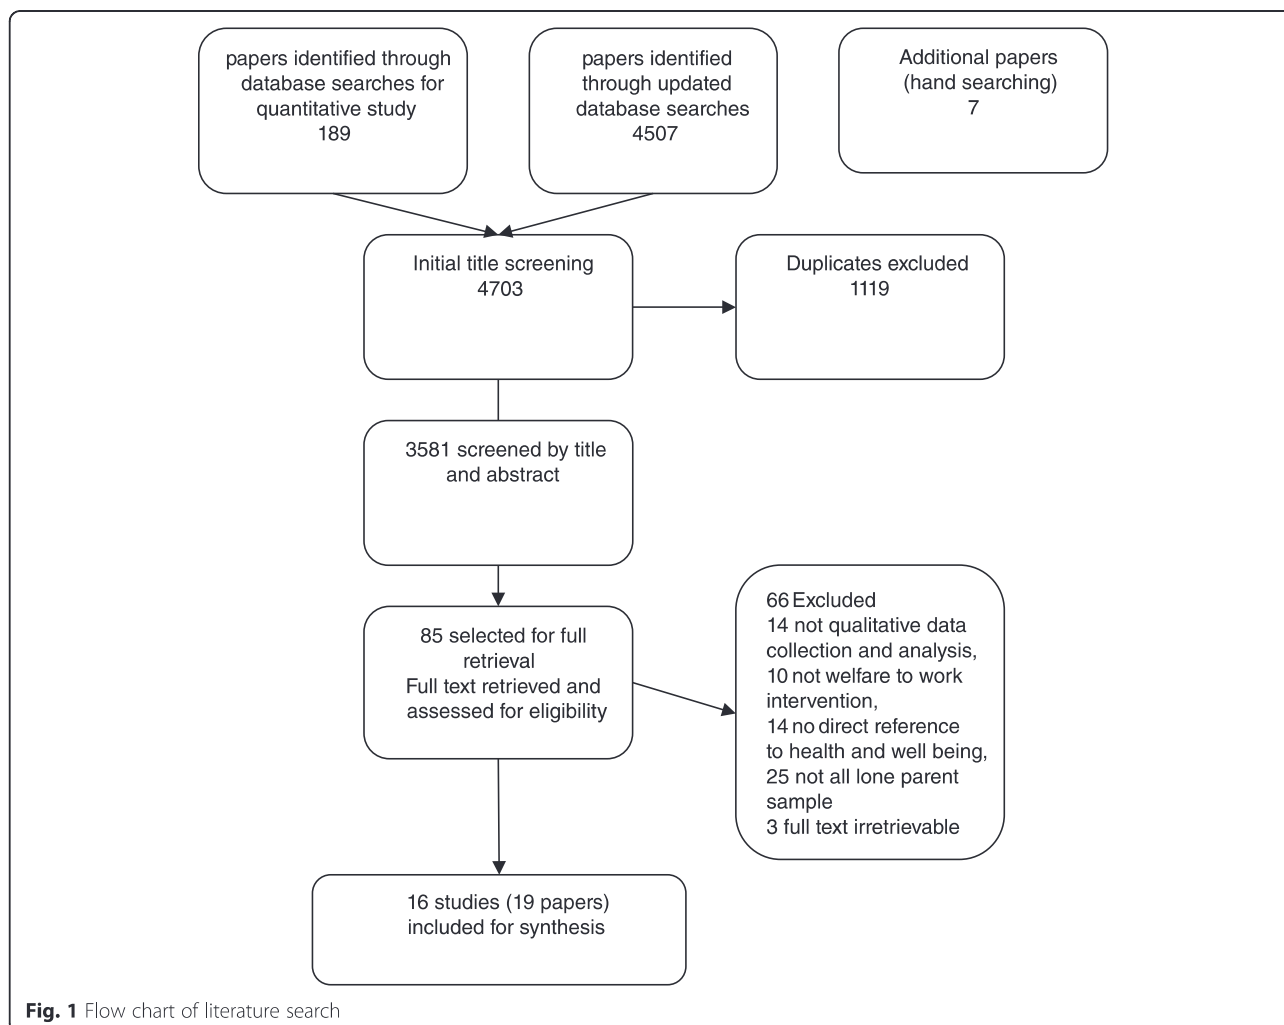 papers identified through
database searches for
quantitative study
189
papers identified
through updated
database searches
4507
Additional papers
(hand searching)
7
Initial title screening
4703
Duplicates excluded
1119
3581 screened by title
and abstract
85 selected for full
retrieval
Full text retrieved and
assessed for eligibility
66 Excluded
14 not qualitative data
collection and analysis,
10 not welfare to work
intervention,
14 no direct reference
to health and well being,
25 not all lone parent
sample
3 full text irretrievable
16 studies (19 papers)
included for synthesis
Fig. 1 Flow chart of literature search